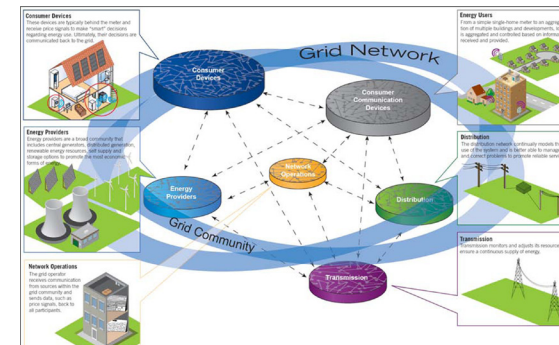 Consumer Devices
These devices are typically behind the meter and
receive price signals to make "smart" decisions
regarding energy use. Ultimately, their decisions are
communicated back to the grid.
Energy Users
From a simple single-home meter to an
of multiple buildings and developments,
is aggregated and controlled based on
received and provided.
Grid Network
Consumer
Devices
Consumer
Communication
Devices
Energy Providers
Energy providers are a broad community that
includes central generators, distributed generation,
renewable energy resources, self supply and
storage options to promote the most economic
forms of
Distribution
The distribution network continually models the
use of the system and is better able to manage
and correct problems to promote reliable
Network
Operations
Energy
Providers
Distribution
Grid Community
Transmission
Transmission monitors and adjusts its resources
ensure a continuous supply of energy.
Transmission
Network Operations
The grid operator
receives communication
from sources within the
grid community and
sends data, such as
price signals, back to
all participants.